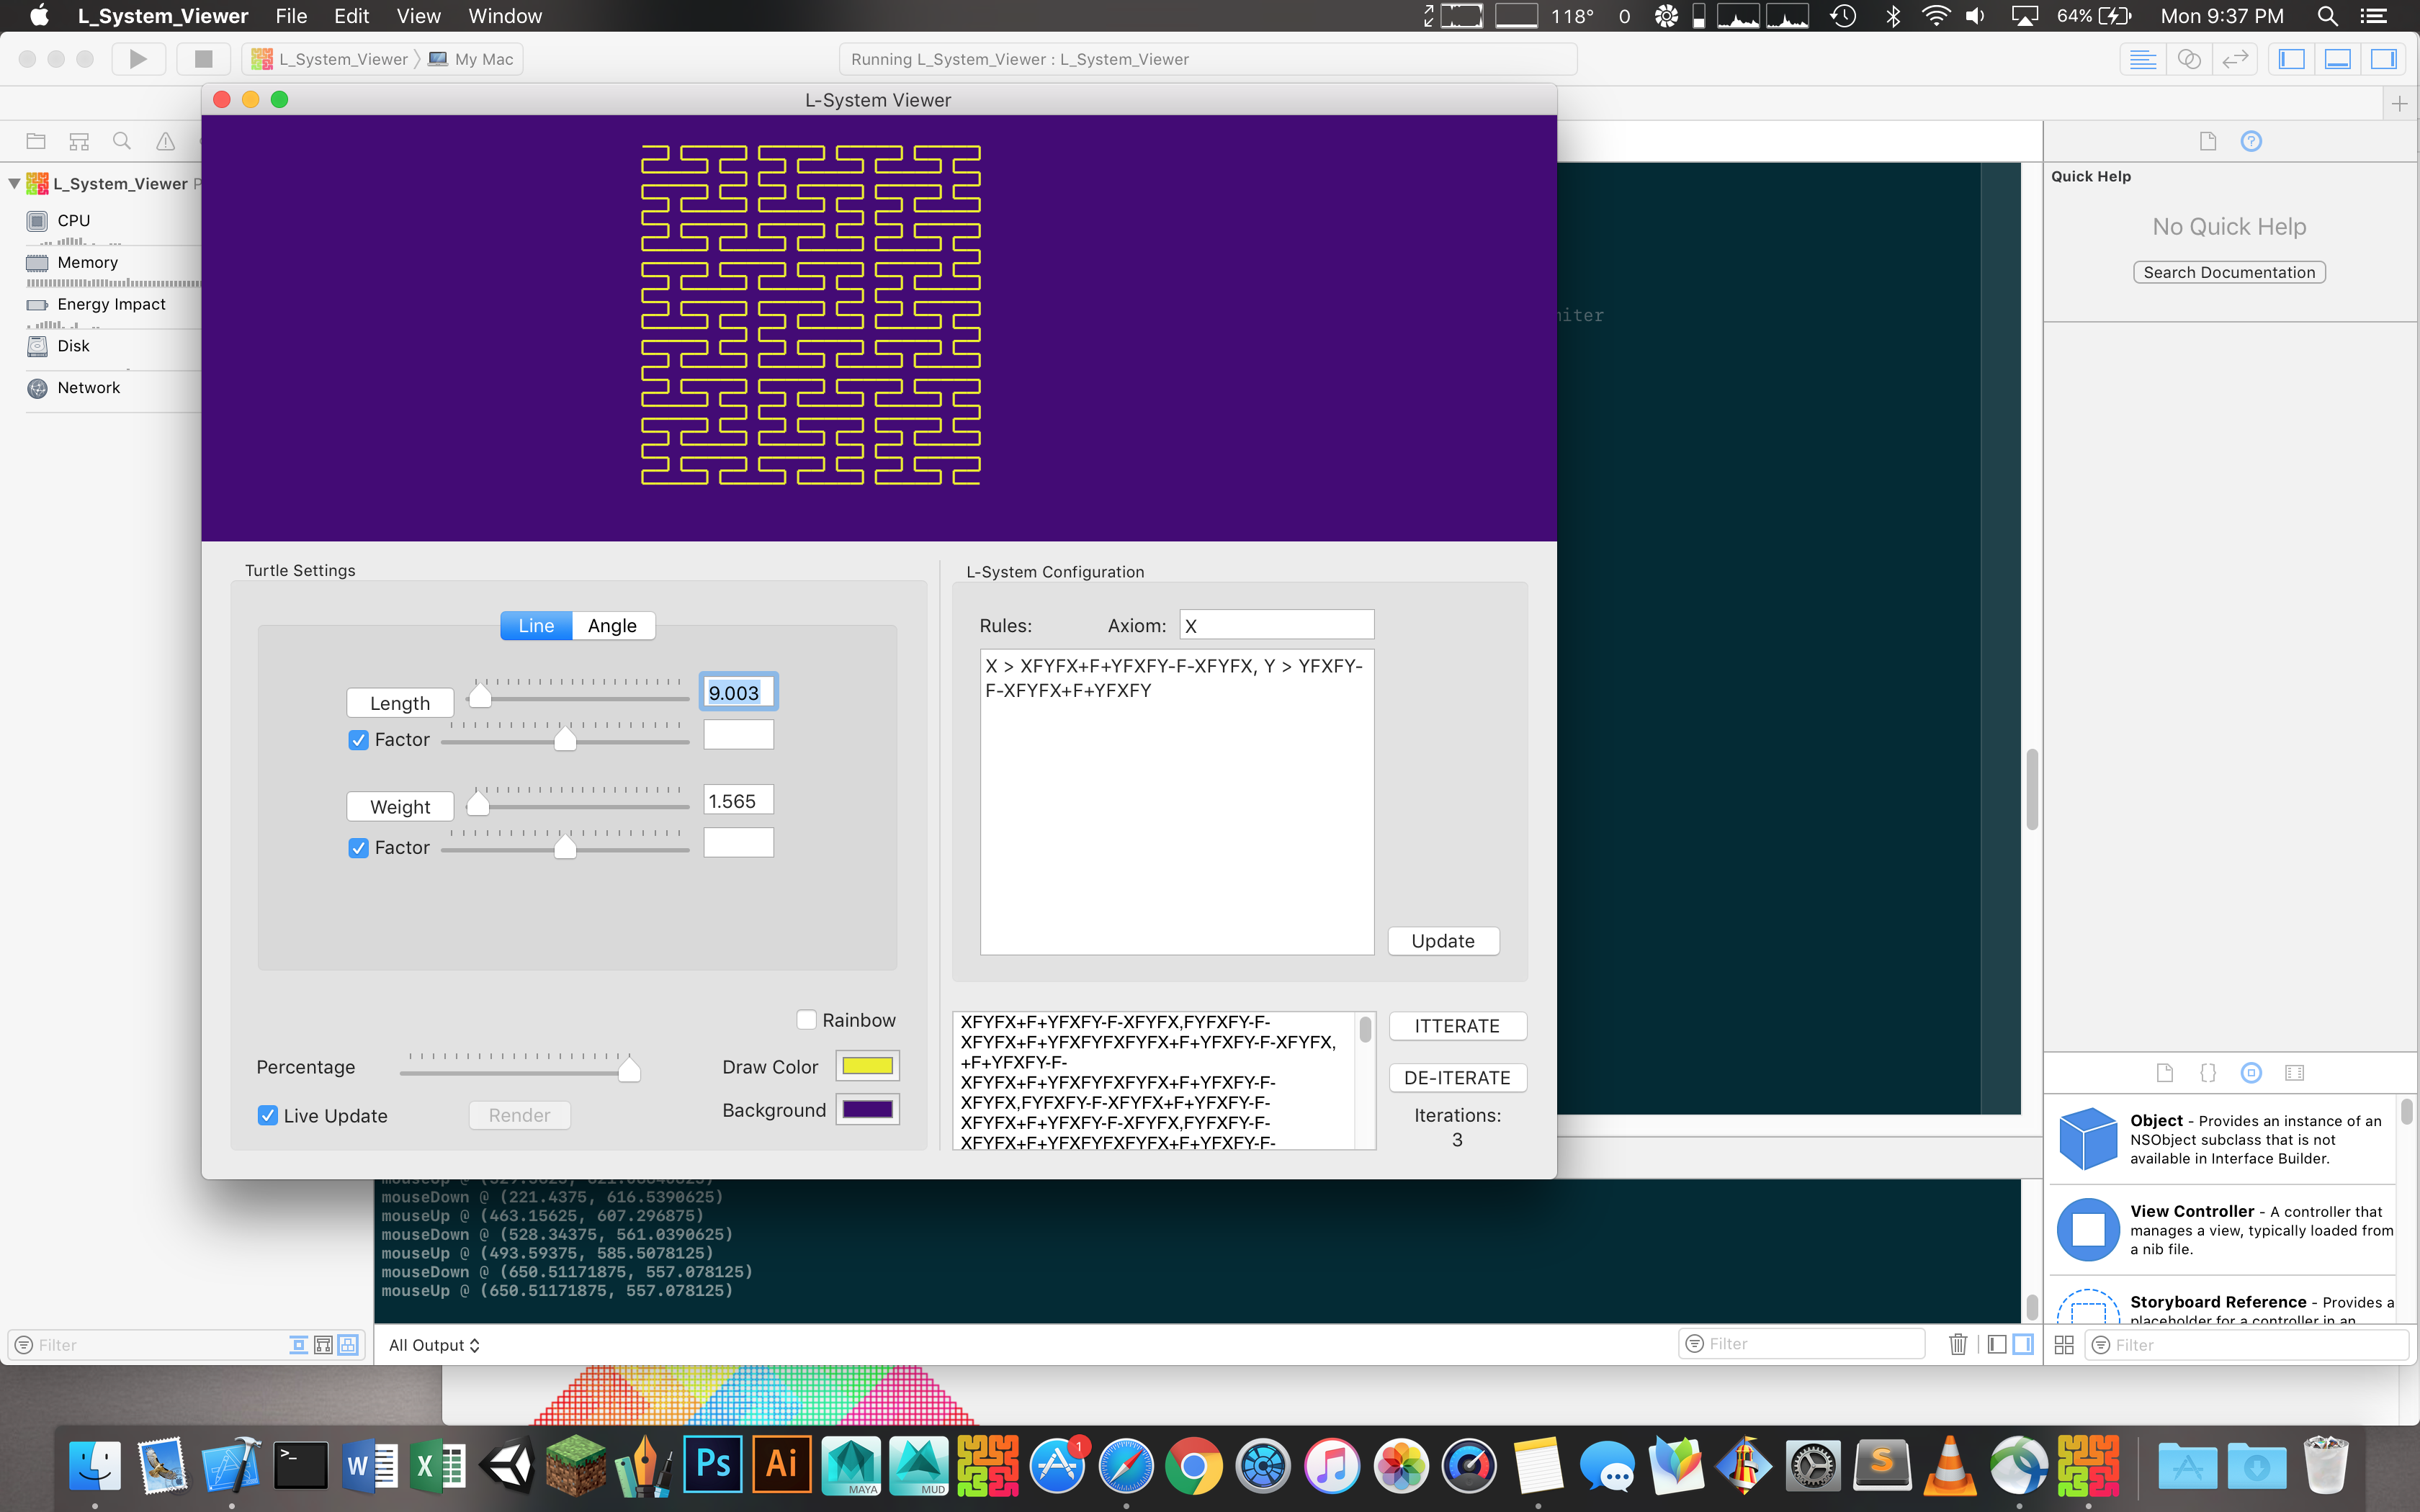 L_System_Viewer File Edit View Window 118° 0 64% Mon 9:37 PM
L_System_Viewer My Mac Running L_System_Viewer : L_System_Viewer
L-System Viewer
L_System_Viewer
CPU
Memory
Energy Impact
Disk
Network
Filter
Turtle Settings
Line Angle
Length 9.003
Factor
Weight 1.565
Factor
Rainbow
Percentage
Draw Color
Live Update Render
Background
L-System Configuration
Rules: Axiom: X
X > XFYFX+F+YFXFY-F-XFYFX, Y > YFXFY-
F-XFYFX+F+YFXFY
Update
XFYFX+F+YFXFY-F-XFYFX,FYFXFY-F-
XFYFX+F+YFXFYFXFYFX+F+YFXFY-F-XFYFX,
+F+YFXFY-F-
XFYFX+F+YFXFYFXFYFX+F+YFXFY-F-
XFYFX,FYFXFY-F-XFYFX+F+YFXFY-F-
XFYFX+F+YFXFY-F-XFYFX,FYFXFY-F-
XFYFX+F+YFXFYFXFYFX+F+YFXFY-F-
ITTERATE
DE-ITERATE
Iterations:
3
mouseDown @ (221.4375, 616.5390625)
mouseUp @ (463.15625, 607.296875)
mouseDown @ (528.34375, 561.0390625)
mouseUp @ (493.59375, 585.5078125)
mouseDown @ (650.51171875, 557.078125)
mouseUp @ (650.51171875, 557.078125)
All Output Filter
Quick Help
No Quick Help
Search Documentation
Object - Provides an instance of an
NSObject subclass that is not
available in Interface Builder.
View Controller - A controller that
manages a view, typically loaded from
a nib file.
Storyboard Reference - Provides a
placeholder for a controller in an
Filter
W X Ps Ai MAYA MUD 1 S